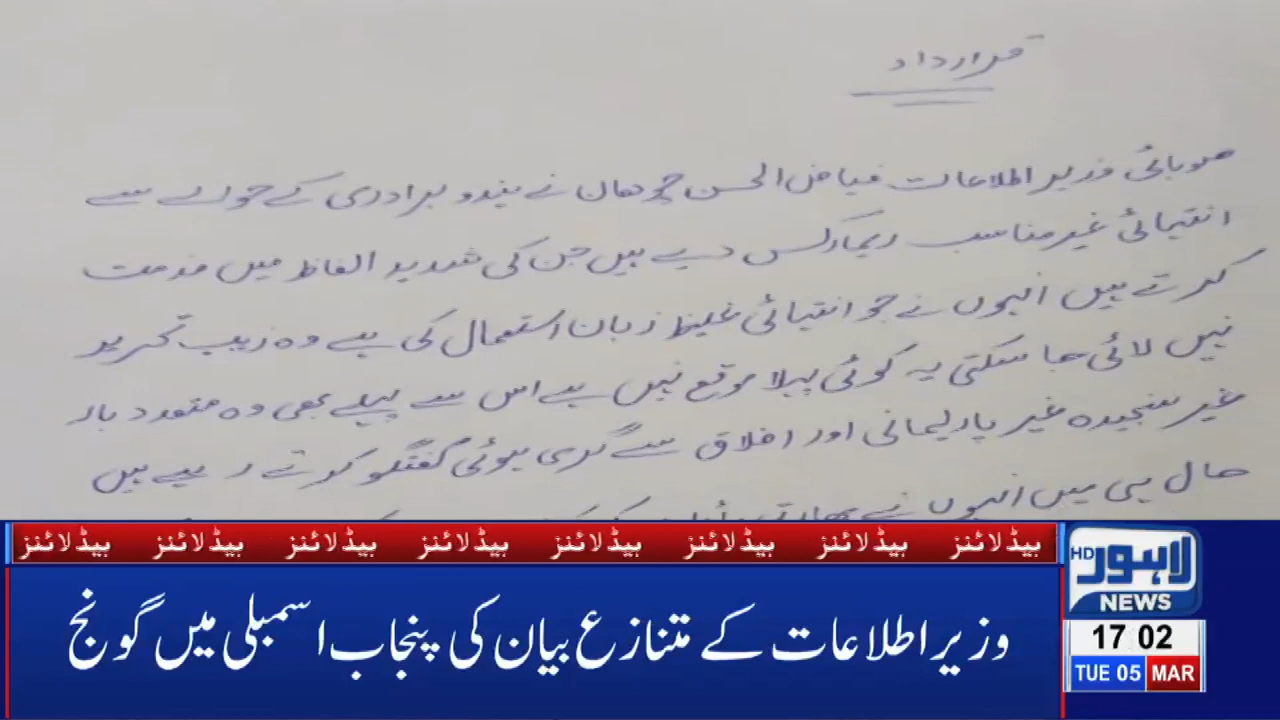 قرارداد
صوبائی وزیر اطلاعات فیاض الحسن چوہان نے ہندو برادری کے حوالے سے
انتہائی غیر مناسب ریمارکس دیے ہیں جن کی شدید الفاظ میں مذمت
کرتے ہیں انہوں نے جو انتہائی غلیظ زبان استعمال کی ہے وہ زیب تحریر
نہیں لائی جا سکتی یہ کوئی پہلا موقع نہیں ہے اس سے پہلے بھی وہ متعدد بار
غیر سنجیدہ غیر پارلیمانی اور اخلاق سے گری ہوئی گفتگو کرتے رہے ہیں
حال ہی میں انہوں نے بھارتی
ہیڈلائنز ہیڈلائنز ہیڈلائنز ہیڈلائنز ہیڈلائنز ہیڈلائنز ہیڈلائنز ہیڈلائنز
وزیر اطلاعات کے متنازع بیان کی پنجاب اسمبلی میں گونج
HD لاہور
NEWS
17 02
TUE 05 MAR